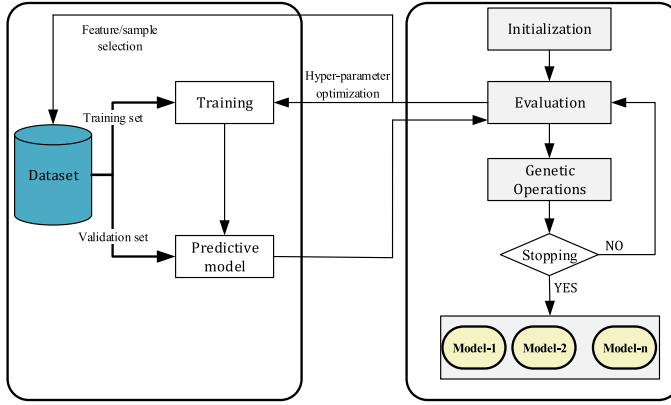 Feature/sample
selection
Hyper-parameter
optimization
Training
Training set
Dataset
Validation set
Predictive
model
Initialization
Evaluation
Genetic
Operations
Stopping
NO
YES
Model-1
Model-2
Model-n